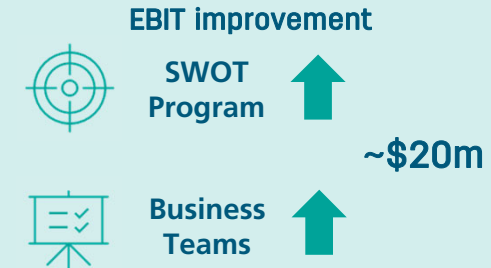 EBIT improvement
SWOT
Program
~$20m
Business
Teams